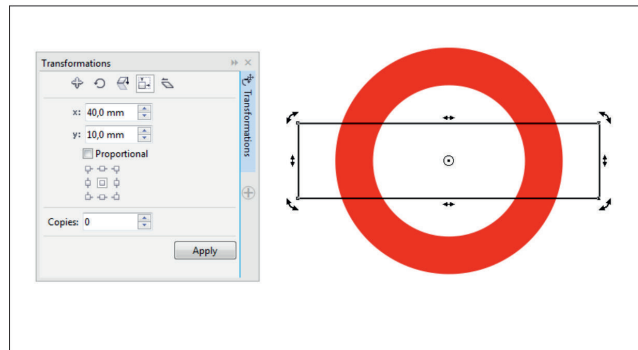 Transformations
Transformations
x: 40,0 mm
y: 10,0 mm
Proportional
Copies: 0
Apply